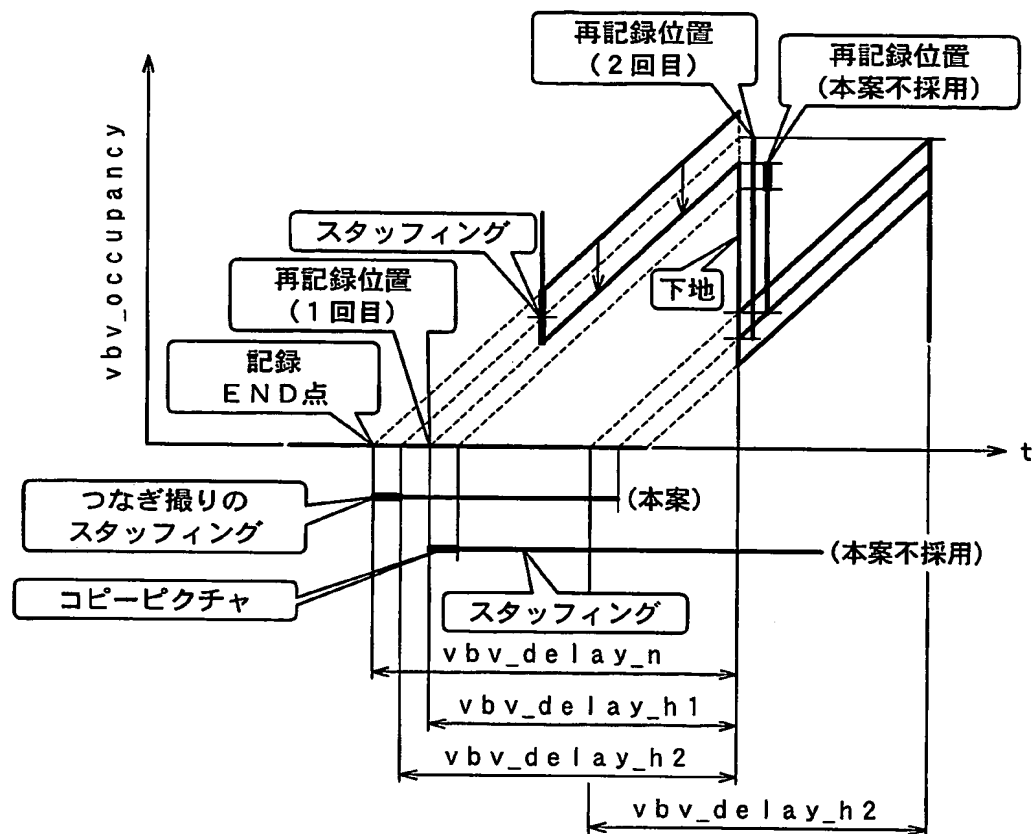 再記録位置
(2回目)
再記録位置
(本案不採用)
vbv_occupancy
スタッフィング
再記録位置
(1回目)
下地
記録
END点
t
つなぎ撮りの
スタッフィング
(本案)
(本案不採用)
コピーピクチャ
スタッフィング
vbv_delay_n
vbv_delay_h1
vbv_delay_h2
vbv_delay_h2